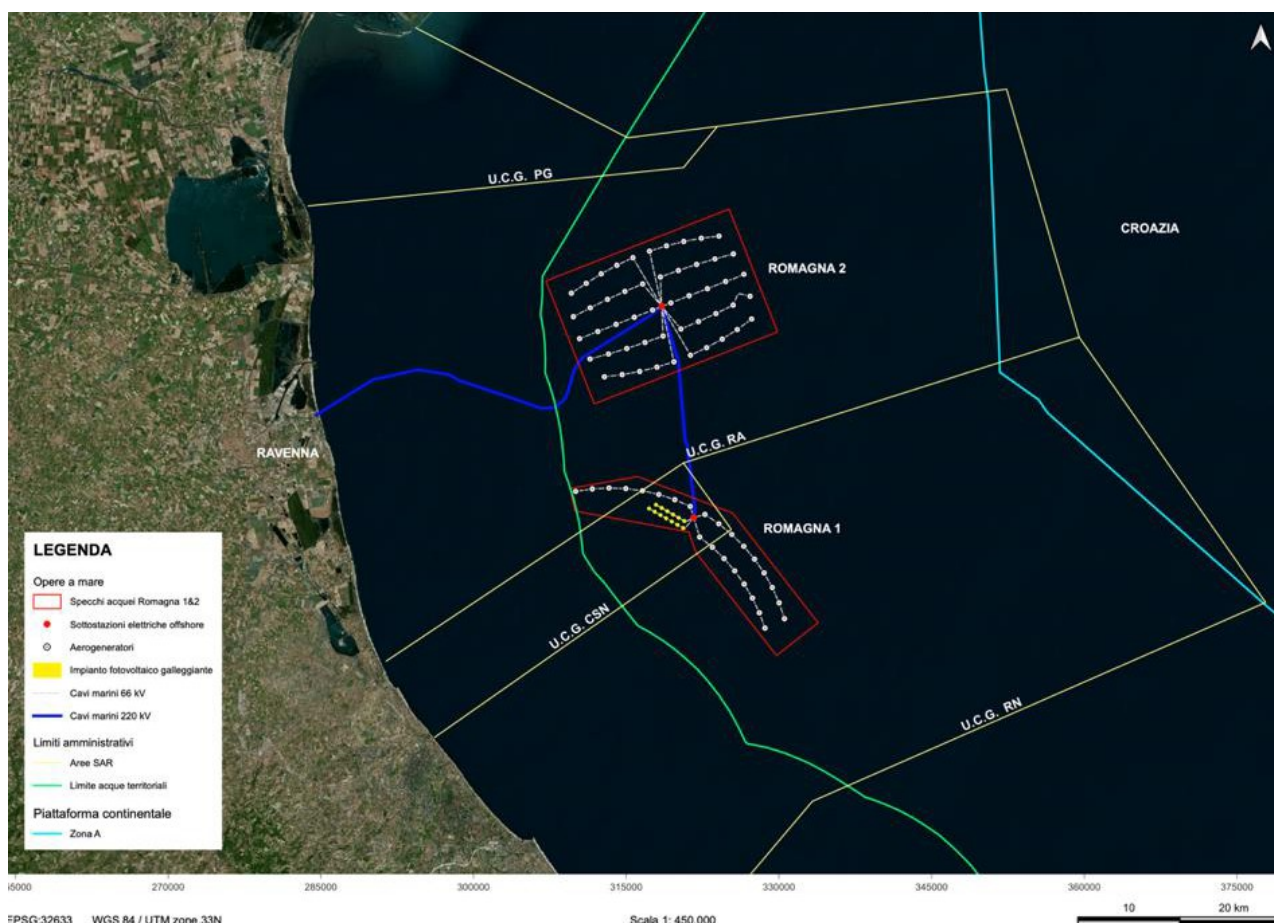 U.C.G. PG
CROAZIA
ROMAGNA 2
U.C.G. RA
RAVENNA
ROMAGNA 1
U.C.G. CSN
U.C.G. RN
LEGENDA
Opere a mare
Specchi acquei Romagna 1&2
Sottostazioni elettriche offshore
Aerogeneratori
Impianto fotovoltaico galleggiante
Cavi marini 66 kV
Cavi marini 220 kV
Limiti amministrativi
Aree SAR
Limite acque territoriali
Piattaforma continentale
Zona A
270000 285000 300000 315000 330000 345000 360000 375000
EPSG:32633 WGS 84 / UTM zone 33N Scala 1: 450.000 10 20 km